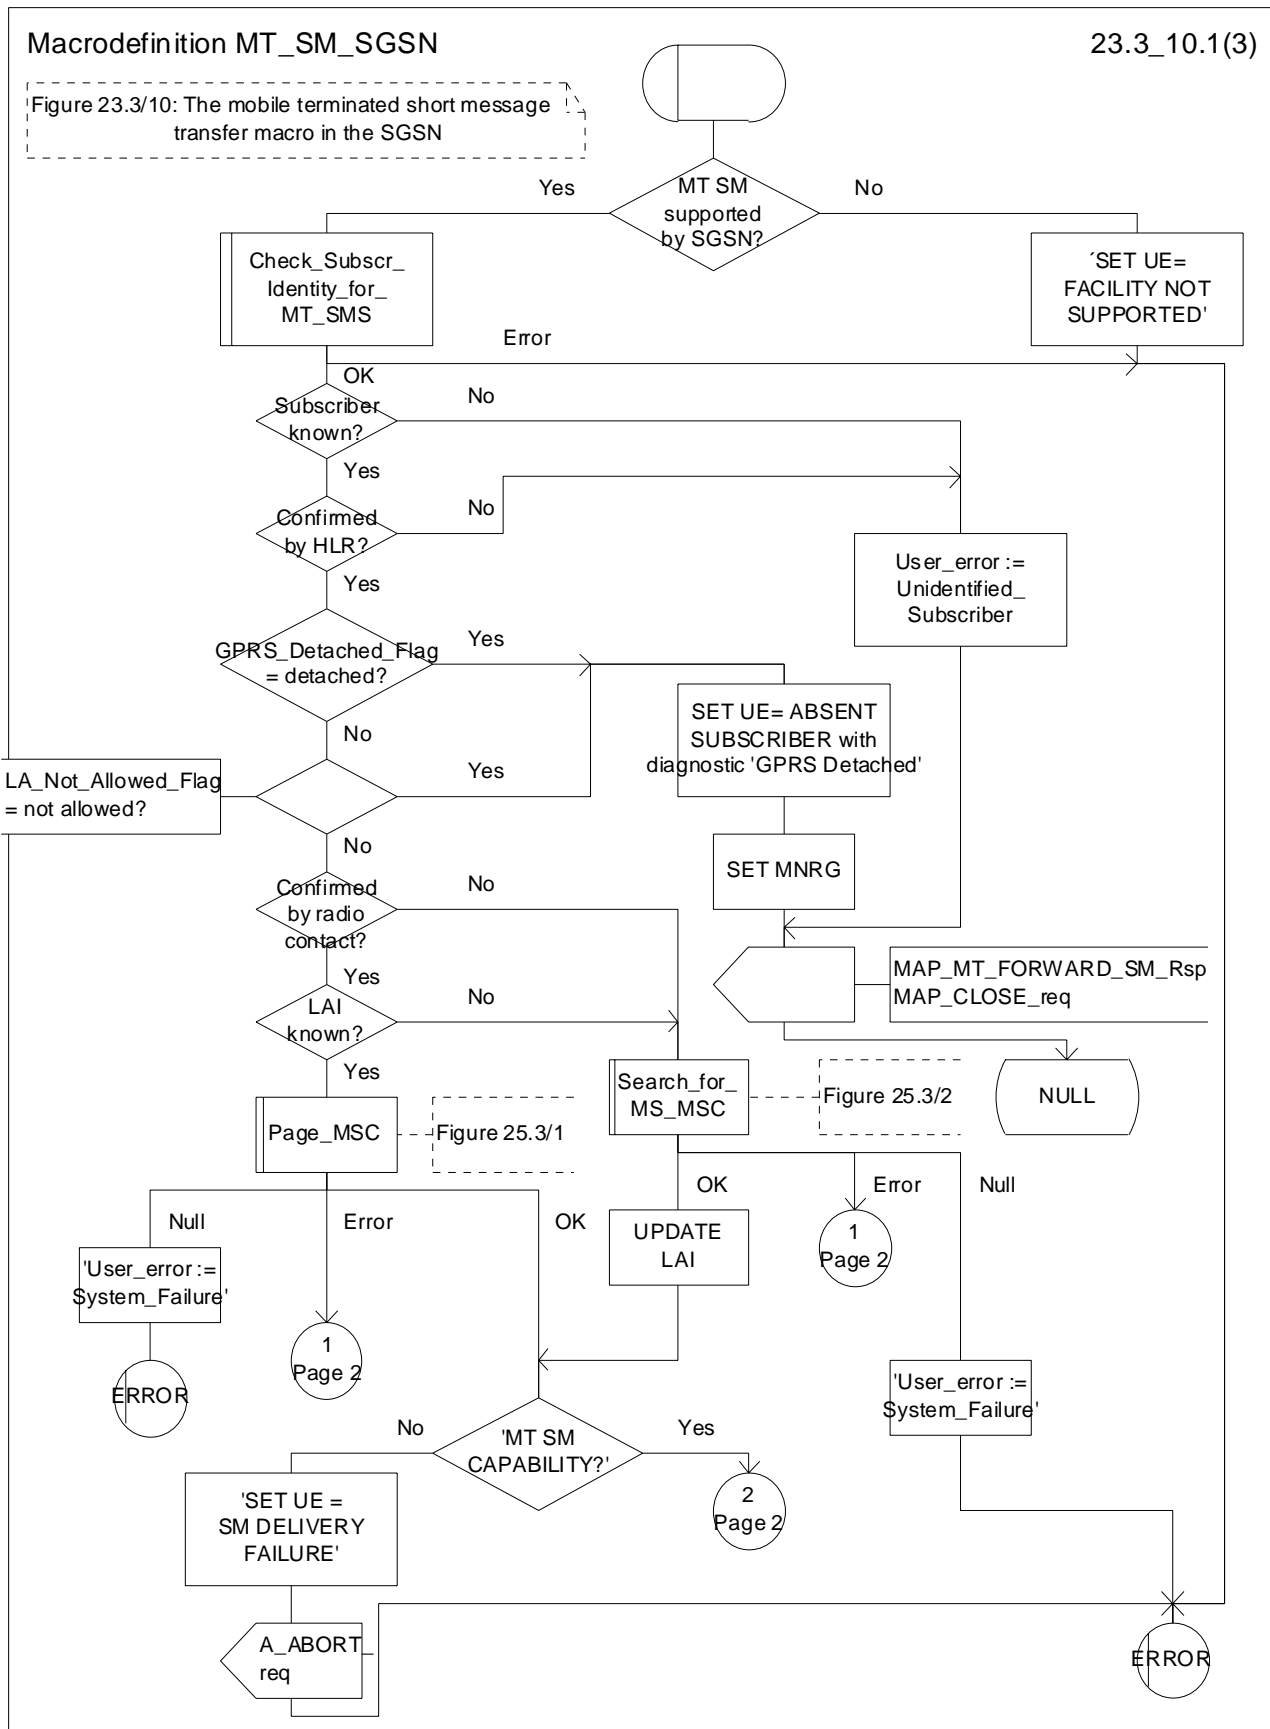 Macrodefinition MT_SM_SGSN
23.3_10.1(3)
Figure 23.3/10: The mobile terminated short message
transfer macro in the SGSN
Yes
MT SM
supported
by SGSN?
No
Check_Subscr_
Identity_for_
MT_SMS
´SET UE=
FACILITY NOT
SUPPORTED'
Error
OK
Subscriber
known?
No
Yes
Confirmed
by HLR?
No
User_error :=
Unidentified_
Subscriber
Yes
GPRS_Detached_Flag
= detached?
Yes
SET UE= ABSENT
SUBSCRIBER with
diagnostic 'GPRS Detached'
No
LA_Not_Allowed_Flag
= not allowed?
Yes
No
SET MNRG
Confirmed
by radio
contact?
No
MAP_MT_FORWARD_SM_Rsp
MAP_CLOSE_req
Yes
LAI
known?
No
Yes
Search_for_
MS_MSC
Figure 25.3/2
NULL
Page_MSC
Figure 25.3/1
OK
Error
Null
Null
Error
OK
UPDATE
LAI
1
Page 2
'User_error :=
System_Failure'
1
Page 2
ERROR
'User_error :=
System_Failure'
No
'MT SM
CAPABILITY?'
Yes
2
Page 2
'SET UE =
SM DELIVERY
FAILURE'
A_ABORT_
req
ERROR